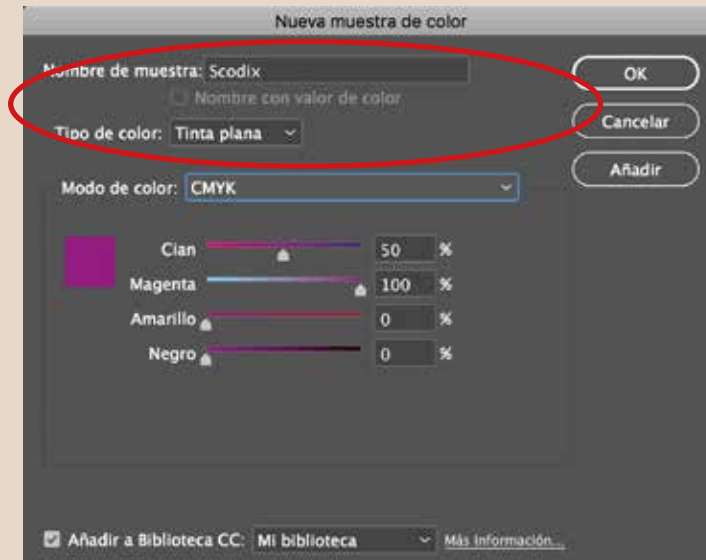 Nueva muestra de color
Nombre de muestra: Scodix
Nombre con valor de color
Tipo de color: Tinta plana
OK
Cancelar
Añadir
Modo de color: CMYK
Cian 50 %
Magenta 100 %
Amarillo 0 %
Negro 0 %
Añadir a Biblioteca CC: Mi biblioteca Más Información...